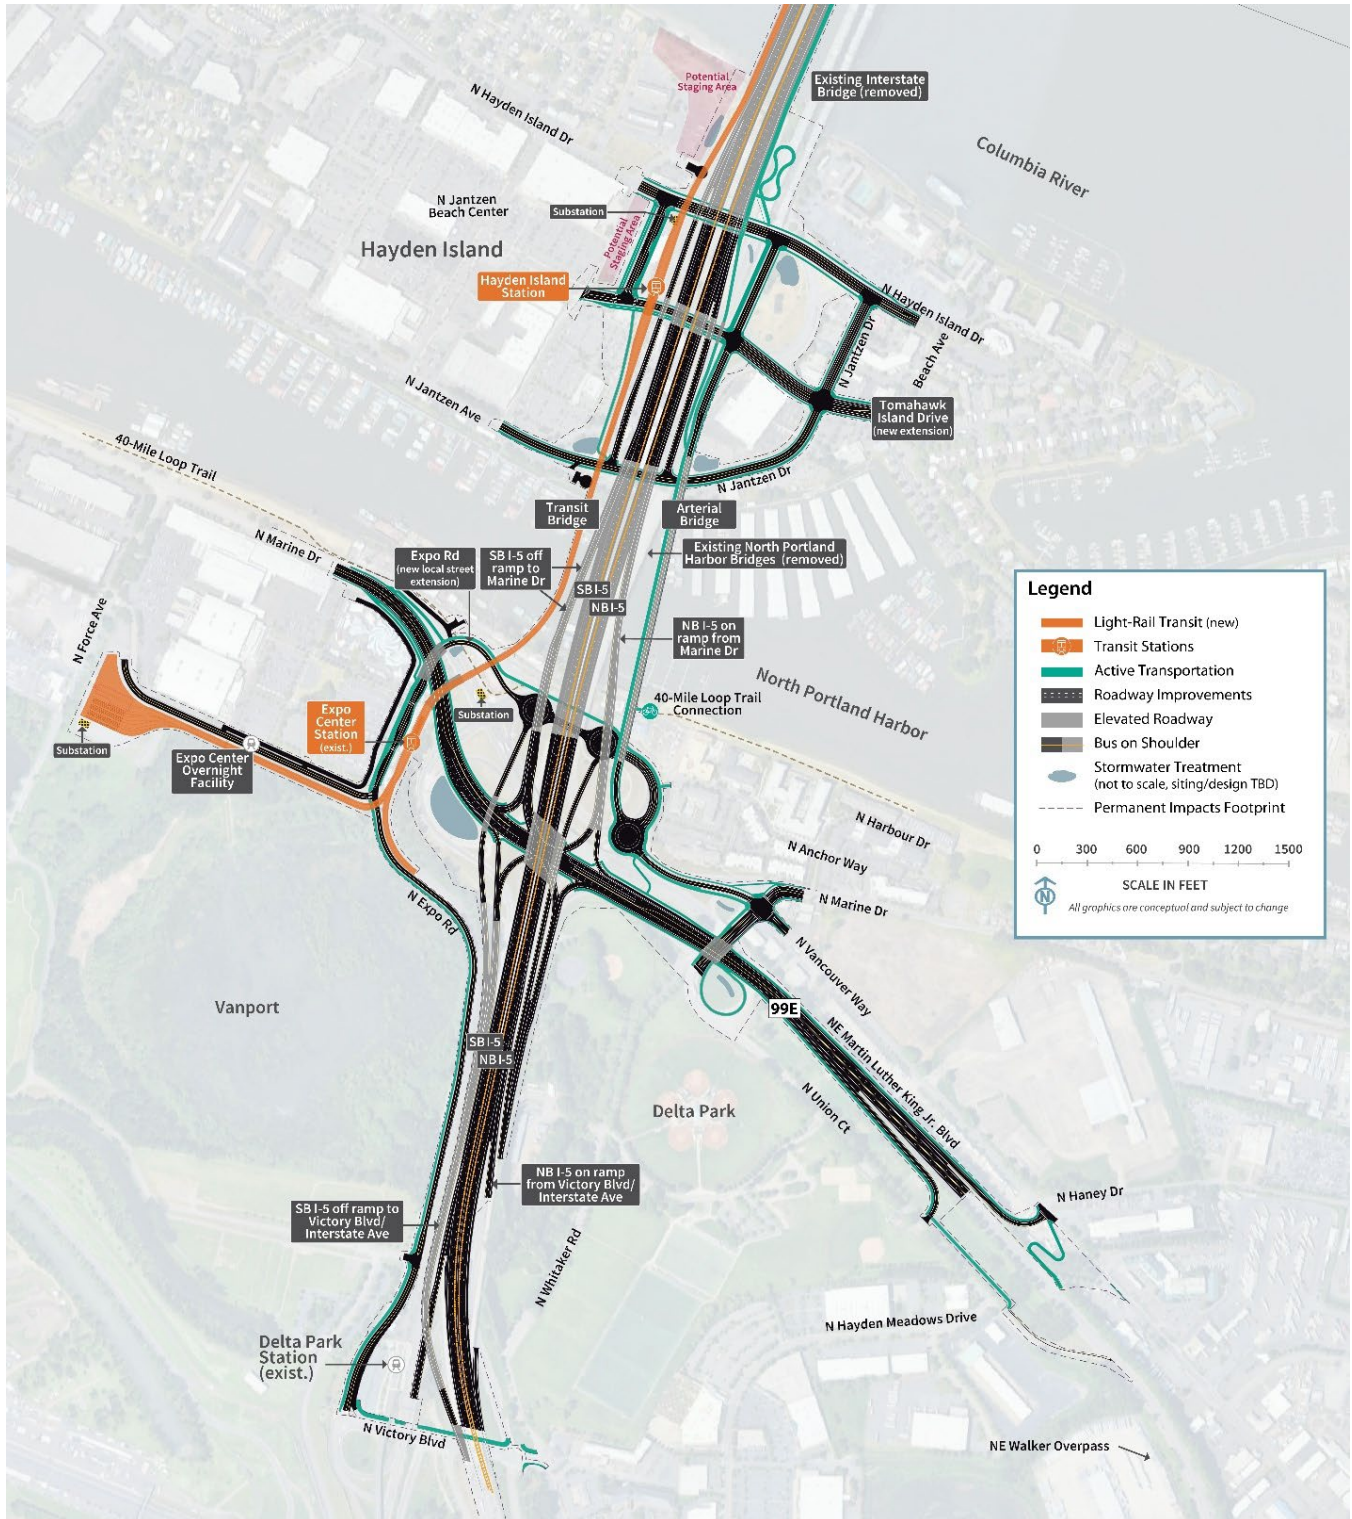 Potential
Staging Area
Existing Interstate
Bridge (removed)
N Hayden Island Dr
Columbia River
N Jantzen
Beach Center
Substation
Potential
Staging Area
Hayden Island
Hayden Island
Station
N Hayden Island Dr
N Jantzen Dr
Beach Ave
N Jantzen Ave
Tomahawk
Island Drive
(new extension)
40-Mile Loop Trail
N Jantzen Dr
Transit
Bridge
Arterial
Bridge
N Marine Dr
Expo Rd
(new local street
extension)
SB I-5 off
ramp to
Marine Dr
Existing North Portland
Harbor Bridges (removed)
SB I-5
NB I-5
N Force Ave
NB I-5 on
ramp from
Marine Dr
North Portland Harbor
40-Mile Loop Trail
Connection
Substation
Expo
Center
Station
(exist.)
Substation
Expo Center
Overnight
Facility
N Harbour Dr
N Anchor Way
N Marine Dr
N Expo Rd
N Vancouver Way
Vanport
99E
NE Martin Luther King Jr. Blvd
SB I-5
NB I-5
Delta Park
N Union Ct
NB I-5 on ramp
from Victory Blvd/
Interstate Ave
N Haney Dr
SB I-5 off ramp to
Victory Blvd/
Interstate Ave
N Whitaker Rd
N Hayden Meadows Drive
Delta Park
Station
(exist.)
N Victory Blvd
NE Walker Overpass
Legend
Light-Rail Transit (new)
Transit Stations
Active Transportation
Roadway Improvements
Elevated Roadway
Bus on Shoulder
Stormwater Treatment
(not to scale, siting/design TBD)
Permanent Impacts Footprint
0 300 600 900 1200 1500
N
SCALE IN FEET
All graphics are conceptual and subject to change